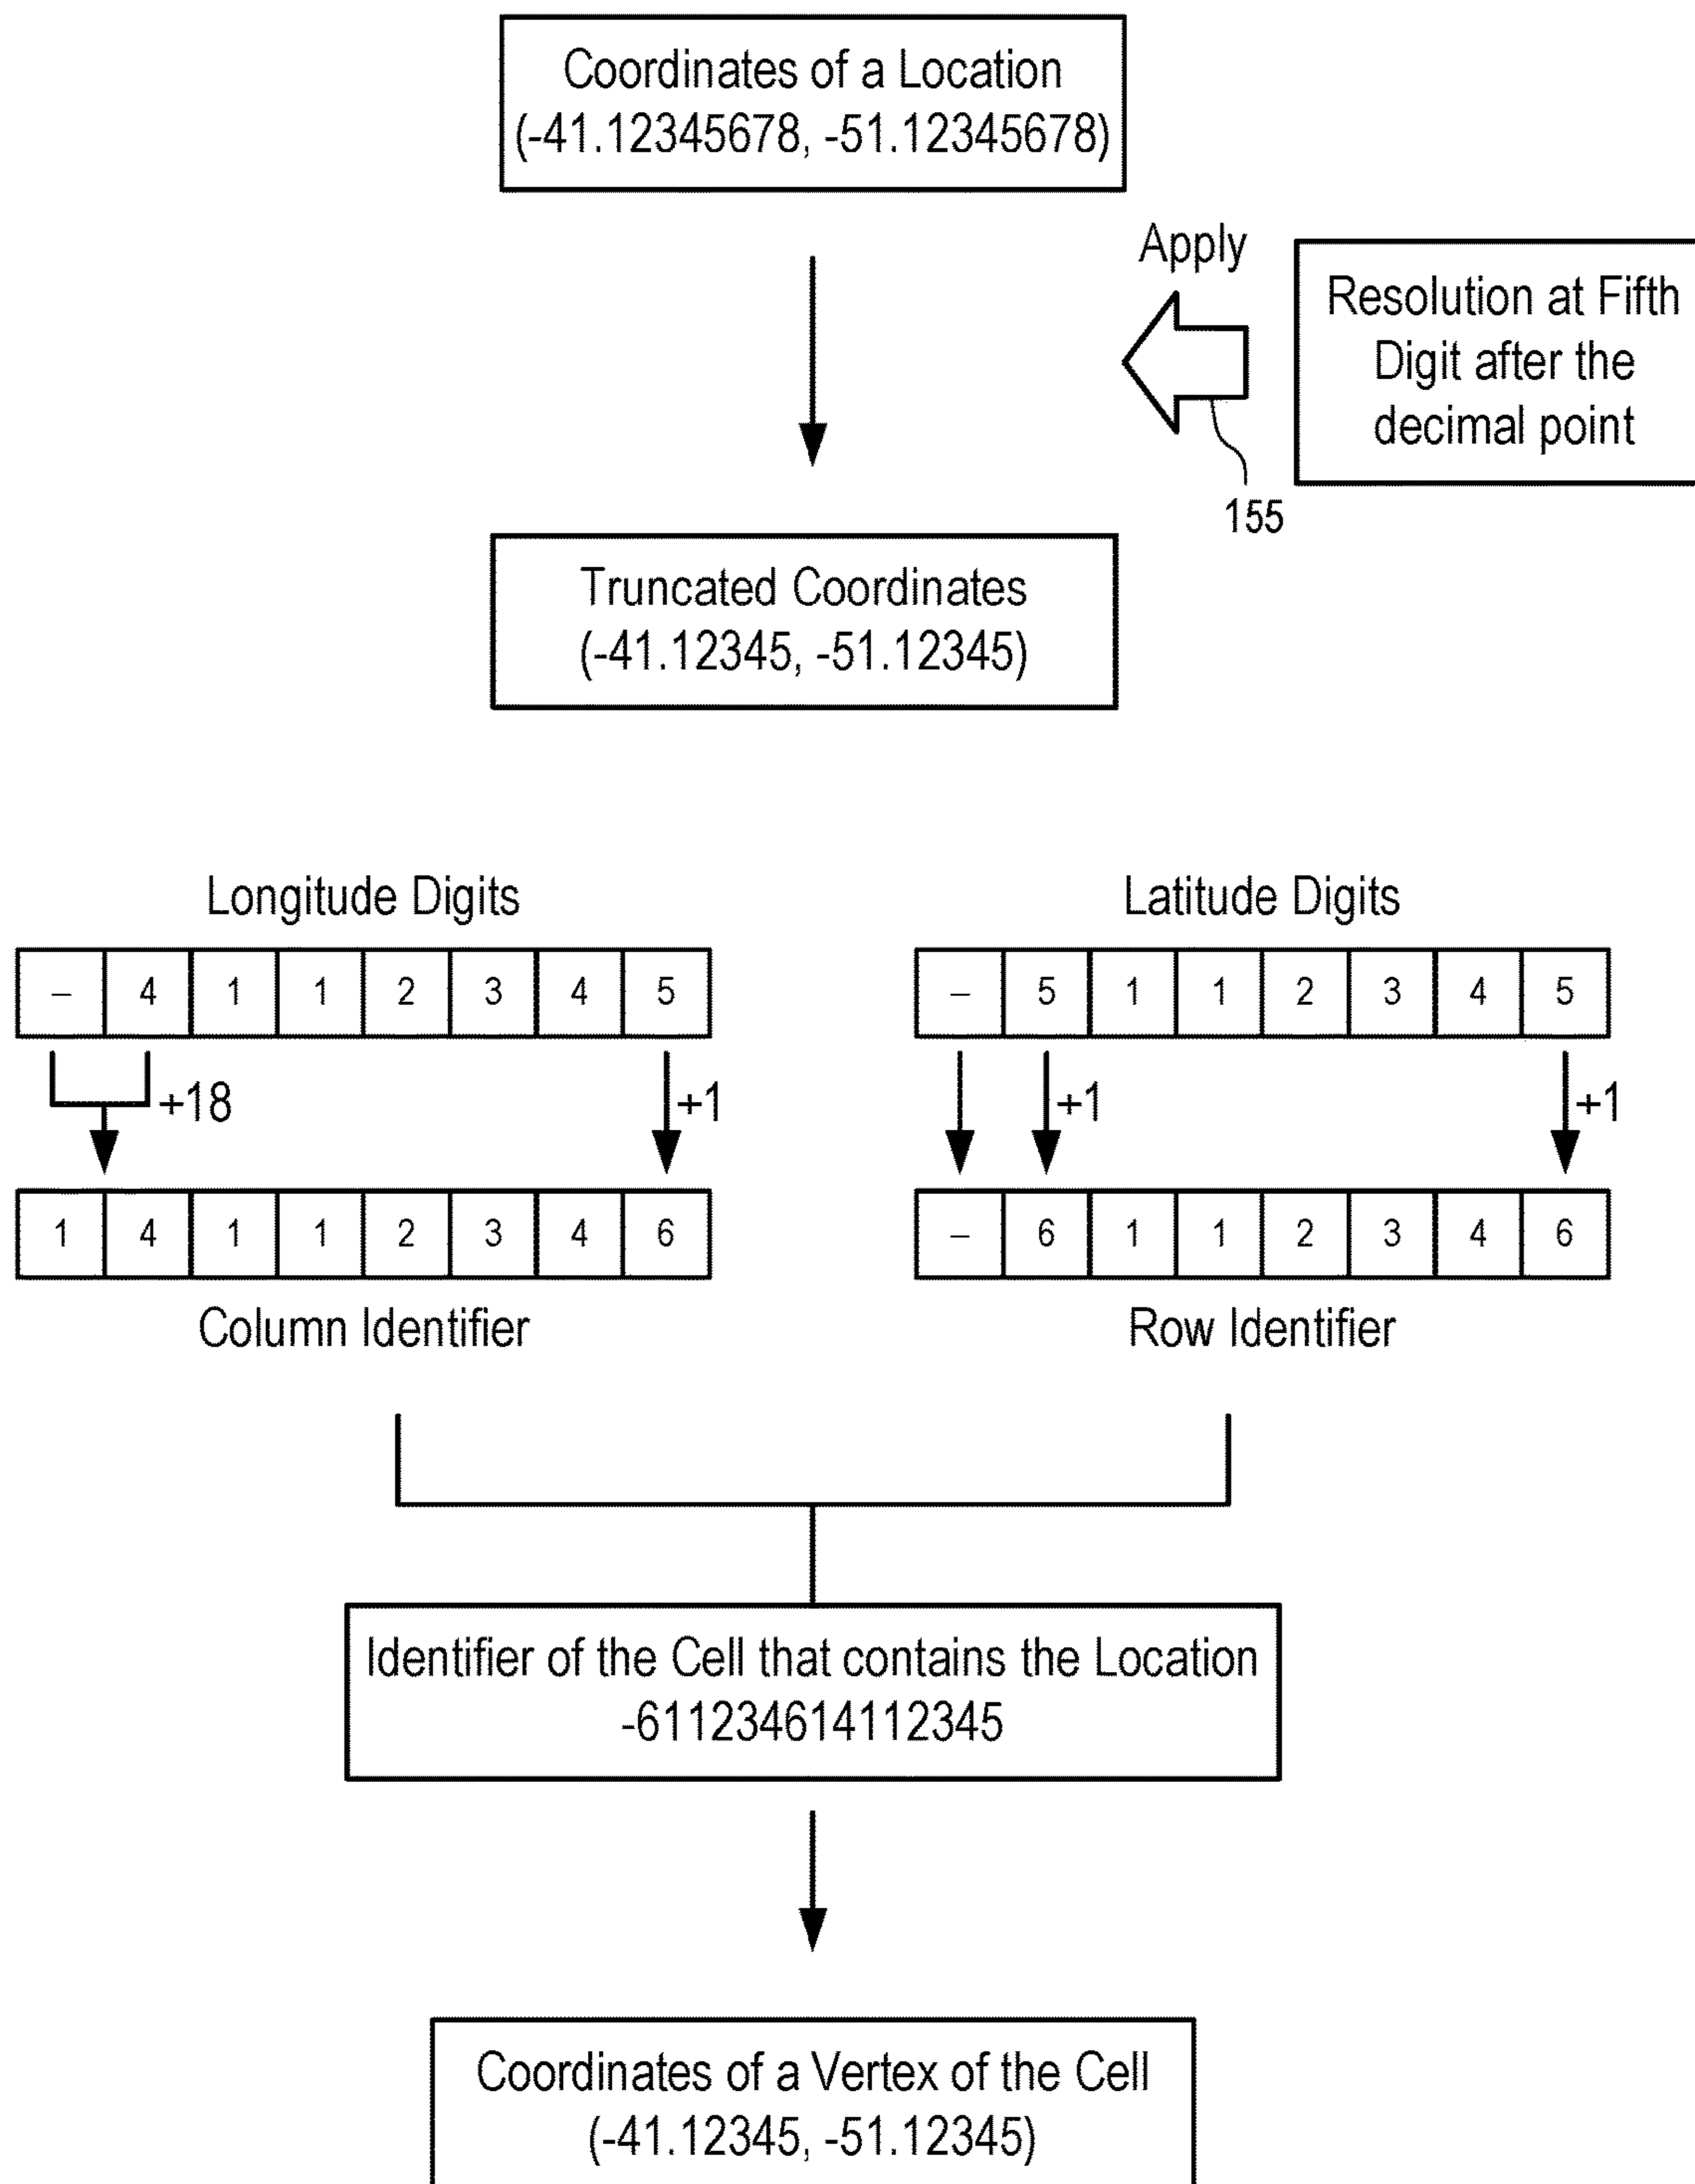 Coordinates of a Location
(-41.12345678, -51.12345678)
Apply
Resolution at Fifth
Digit after the
decimal point
155
Truncated Coordinates
(-41.12345, -51.12345)
Longitude Digits
– 4 1 1 2 3 4 5
+18 +1
1 4 1 1 2 3 4 6
Column Identifier
Latitude Digits
– 5 1 1 2 3 4 5
+1 +1
– 6 1 1 2 3 4 6
Row Identifier
Identifier of the Cell that contains the Location
-611234614112345
Coordinates of a Vertex of the Cell
(-41.12345, -51.12345)